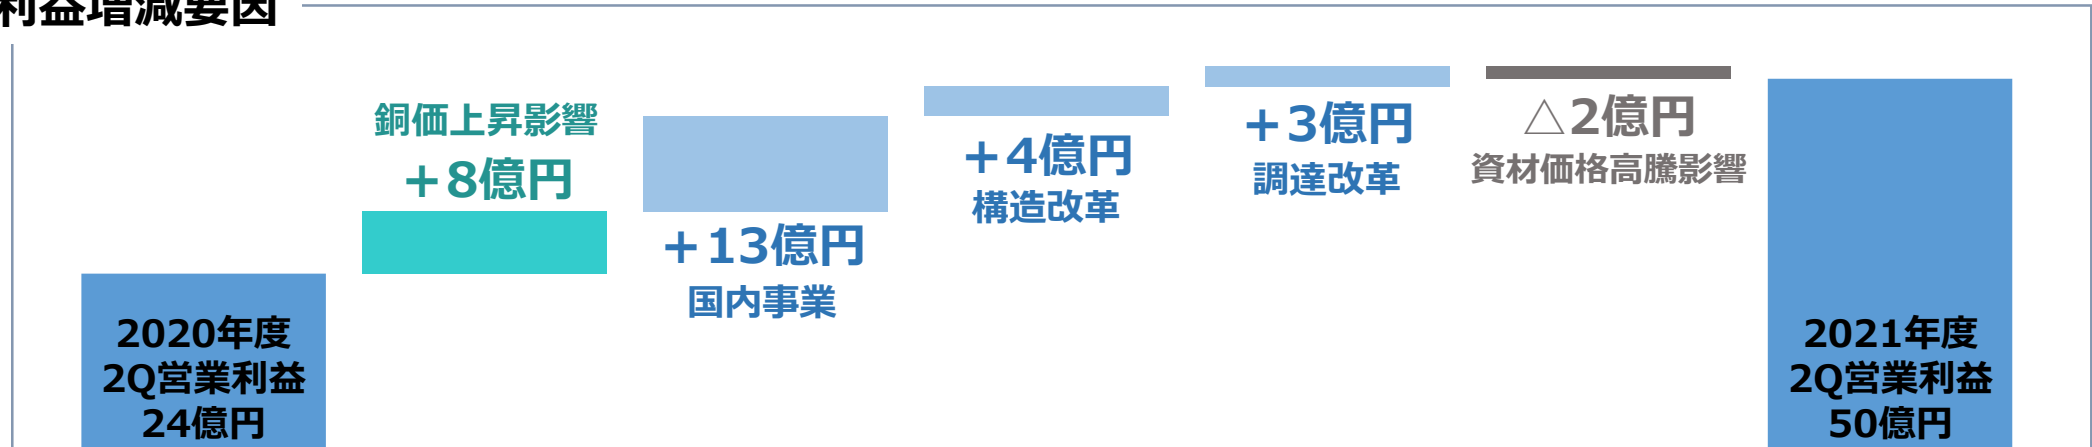 利益増減要因
銅価上昇影響
＋8億円
＋13億円
国内事業
＋4億円
構造改革
＋3億円
調達改革
△2億円
資材価格高騰影響
2020年度
2Q営業利益
24億円
2021年度
2Q営業利益
50億円